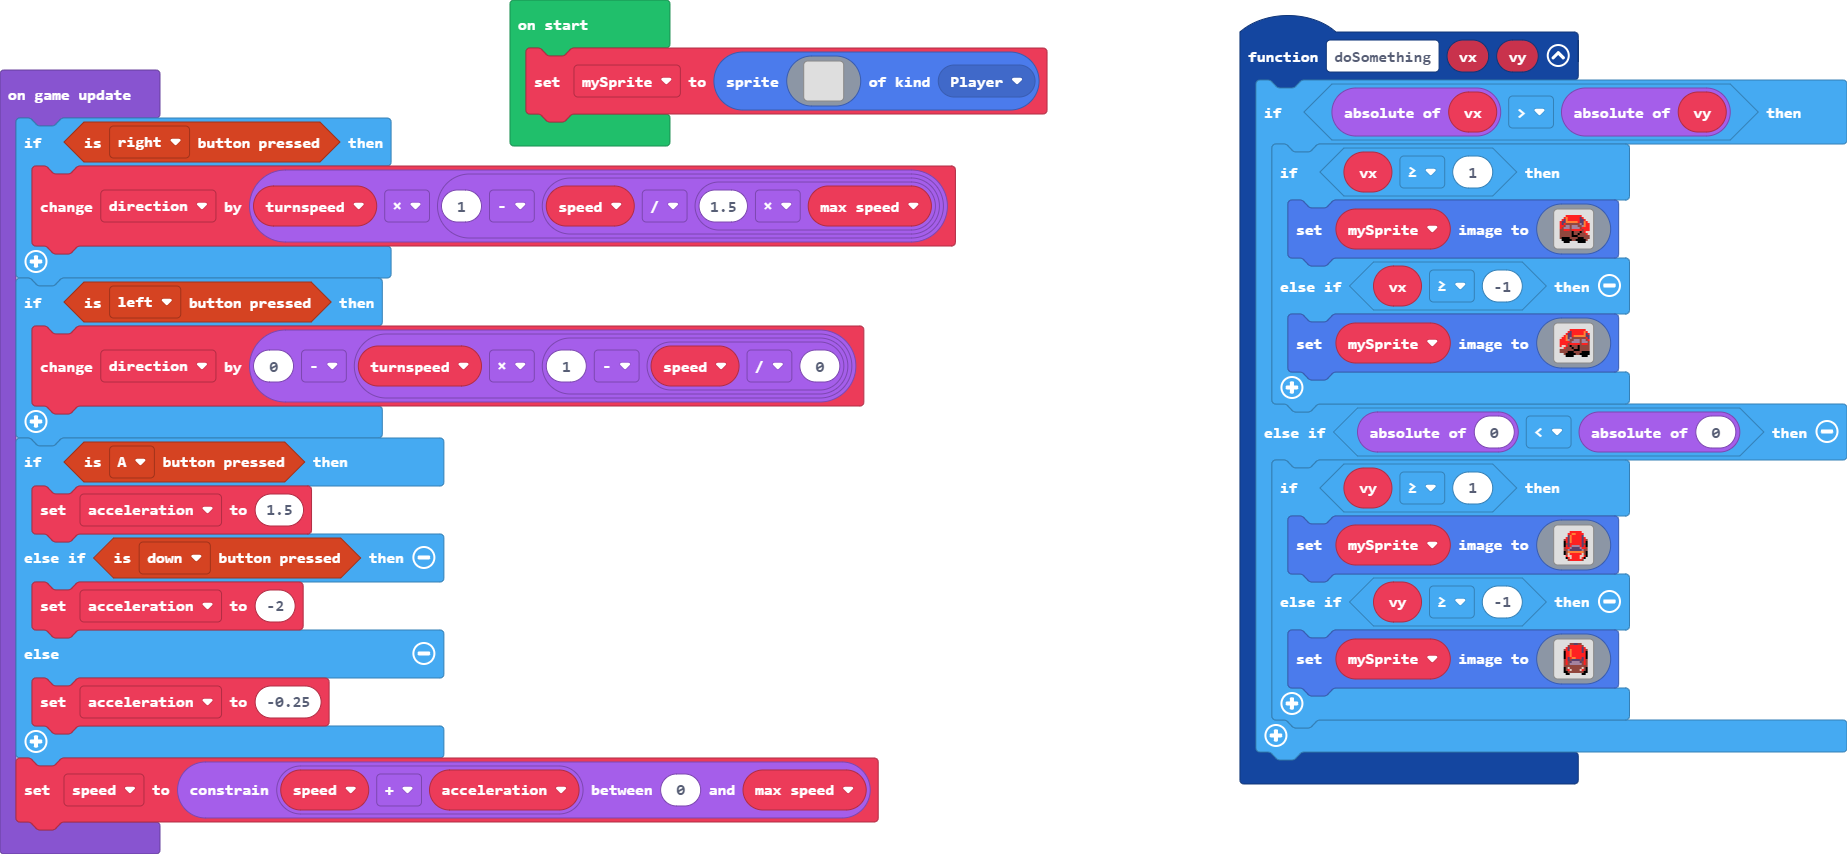 on start
set mySprite to sprite of kind Player
on game update
if is right button pressed then
change direction by turnspeed × 1 - speed / 1.5 × max speed
if is left button pressed then
change direction by 0 - turnspeed × 1 - speed / 0
if is A button pressed then
set acceleration to 1.5
else if is down button pressed then
set acceleration to -2
else
set acceleration to -0.25
set speed to constrain speed + acceleration between 0 and max speed
function doSomething vx vy
if absolute of vx > absolute of vy then
if vx ≥ 1 then
set mySprite image to
else if vx ≥ -1 then
set mySprite image to
else if absolute of 0 < absolute of 0 then
if vy ≥ 1 then
set mySprite image to
else if vy ≥ -1 then
set mySprite image to